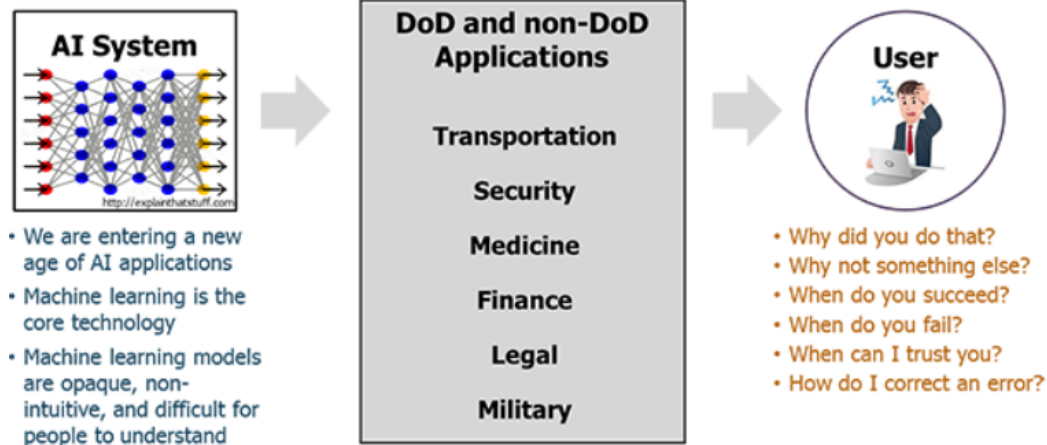 AI System
http://explainthatstuff.com
• We are entering a new
age of AI applications
• Machine learning is the
core technology
• Machine learning models
are opaque, non-
intuitive, and difficult for
people to understand
DoD and non-DoD
Applications
Transportation
Security
Medicine
Finance
Legal
Military
User
• Why did you do that?
• Why not something else?
• When do you succeed?
• When do you fail?
• When can I trust you?
• How do I correct an error?